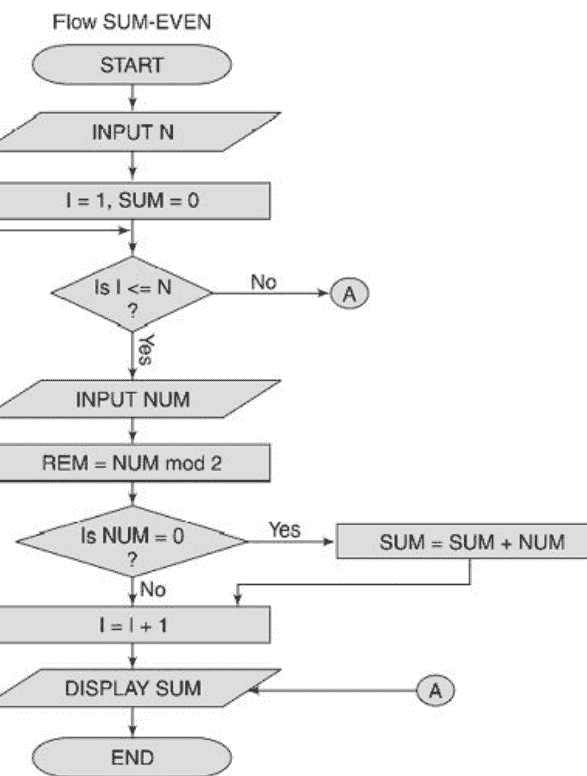 Flow SUM-EVEN
START
INPUT N
I = 1, SUM = 0
Is I <= N
?
No
A
Yes
INPUT NUM
REM = NUM mod 2
Is NUM = 0
?
Yes
SUM = SUM + NUM
No
I = I + 1
DISPLAY SUM
A
END